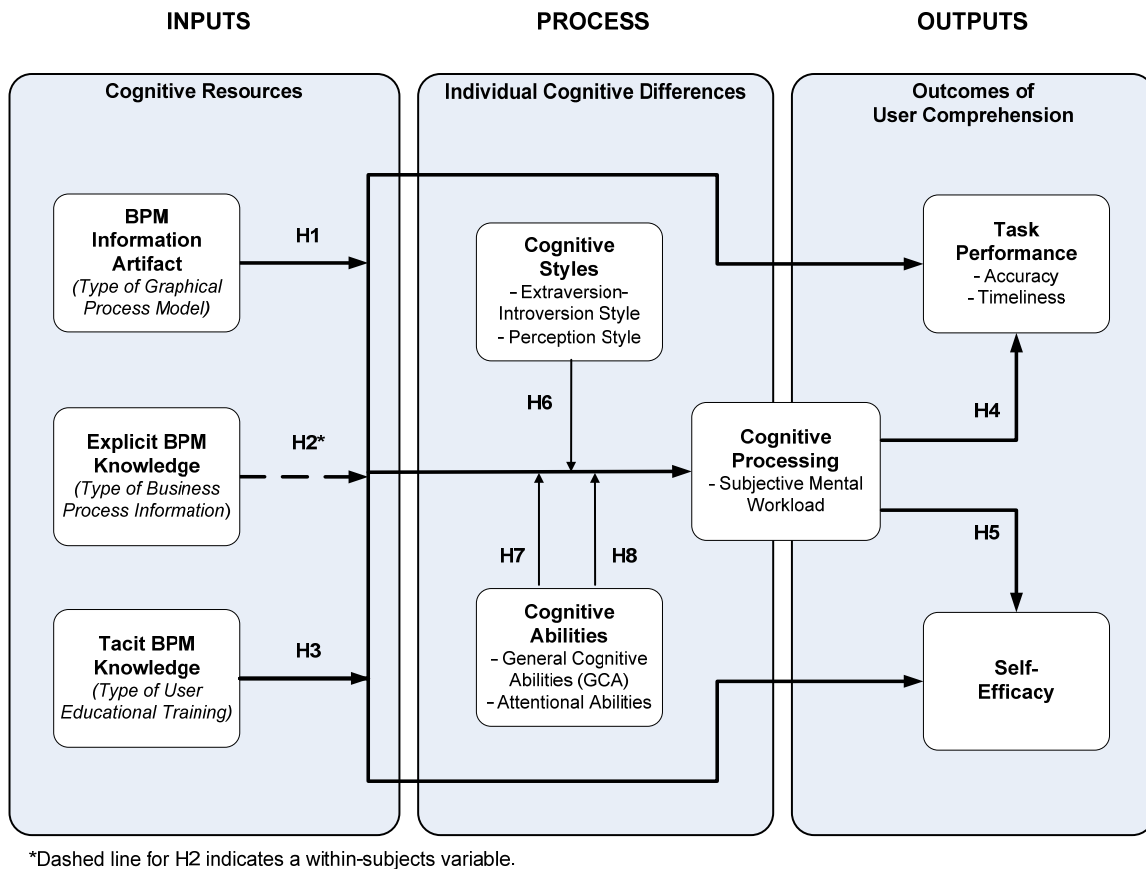 INPUTS
PROCESS
OUTPUTS
Cognitive Resources
Individual Cognitive Differences
Outcomes of
User Comprehension
BPM
Information
Artifact
(Type of Graphical
Process Model)
H1
Explicit BPM
Knowledge
(Type of Business
Process Information)
H2*
Tacit BPM
Knowledge
(Type of User
Educational Training)
H3
Cognitive
Styles
– Extraversion-
Introversion Style
– Perception Style
H6
H7
H8
Cognitive
Abilities
– General Cognitive
Abilities (GCA)
– Attentional Abilities
Cognitive
Processing
– Subjective Mental
Workload
Task
Performance
– Accuracy
– Timeliness
H4
H5
Self-
Efficacy
*Dashed line for H2 indicates a within-subjects variable.